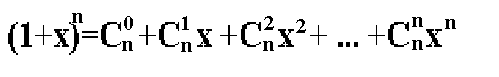 (1+x)ⁿ=C⁰ₙ+C¹ₙx+C²ₙx²+ ... +Cⁿₙxⁿ